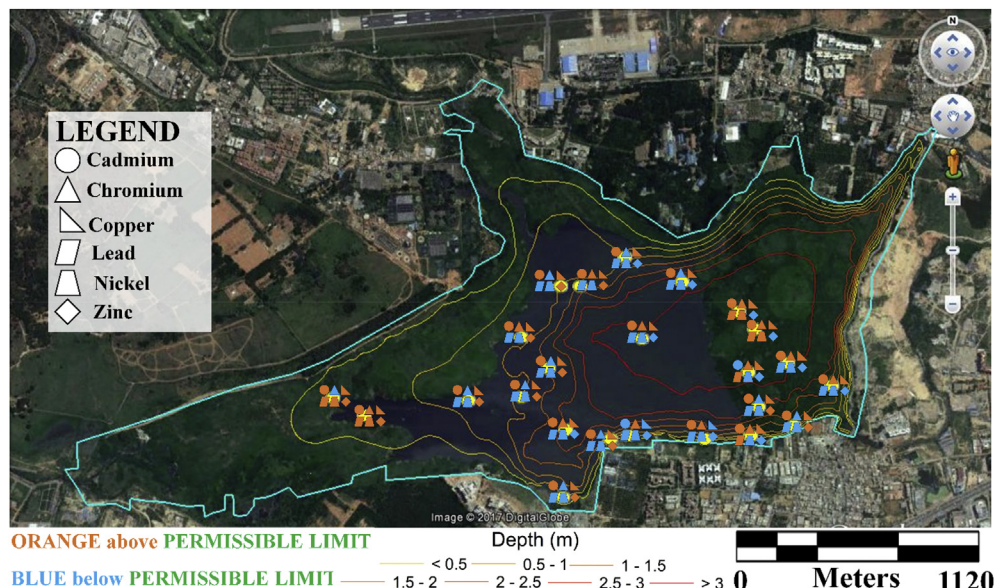 N
LEGEND
Cadmium
Chromium
Copper
Lead
Nickel
Zinc
Image © 2017 DigitalGlobe
ORANGE above PERMISSIBLE LIMIT
BLUE below PERMISSIBLE LIMIT
Depth (m)
< 0.5 0.5 - 1 1 - 1.5
1.5 - 2 2 - 2.5 2.5 - 3 > 3
0 Meters 1120